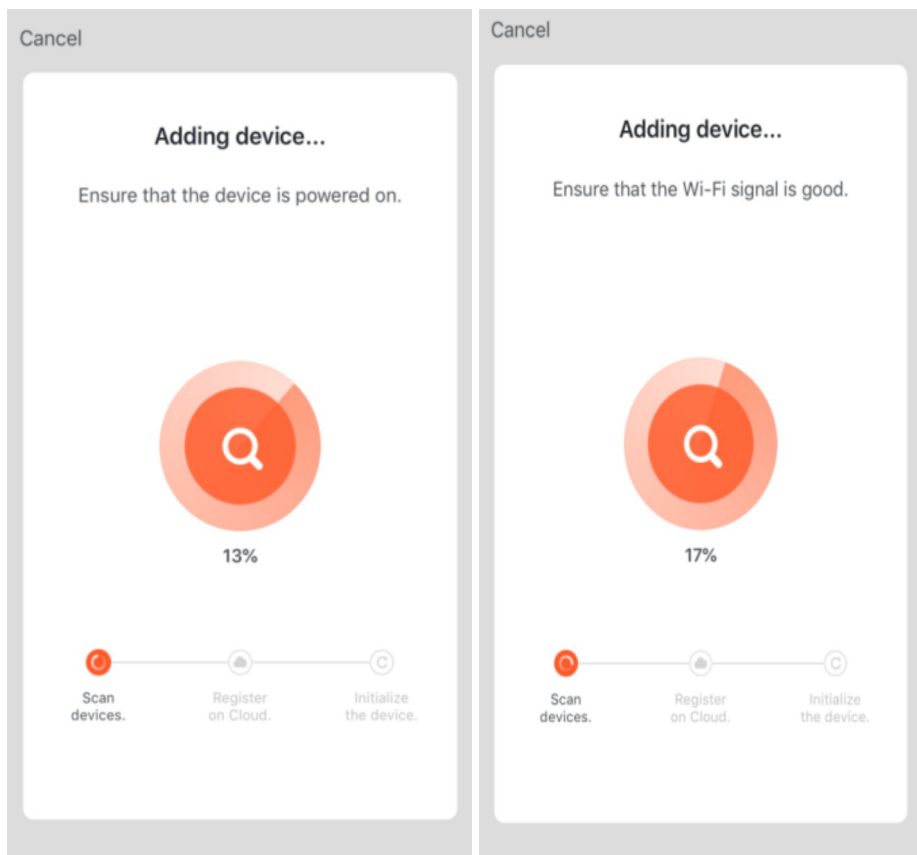 Cancel
Adding device...
Ensure that the device is powered on.
13%
Scan
devices.
Register
on Cloud.
Initialize
the device.
Cancel
Adding device...
Ensure that the Wi-Fi signal is good.
17%
Scan
devices.
Register
on Cloud.
Initialize
the device.